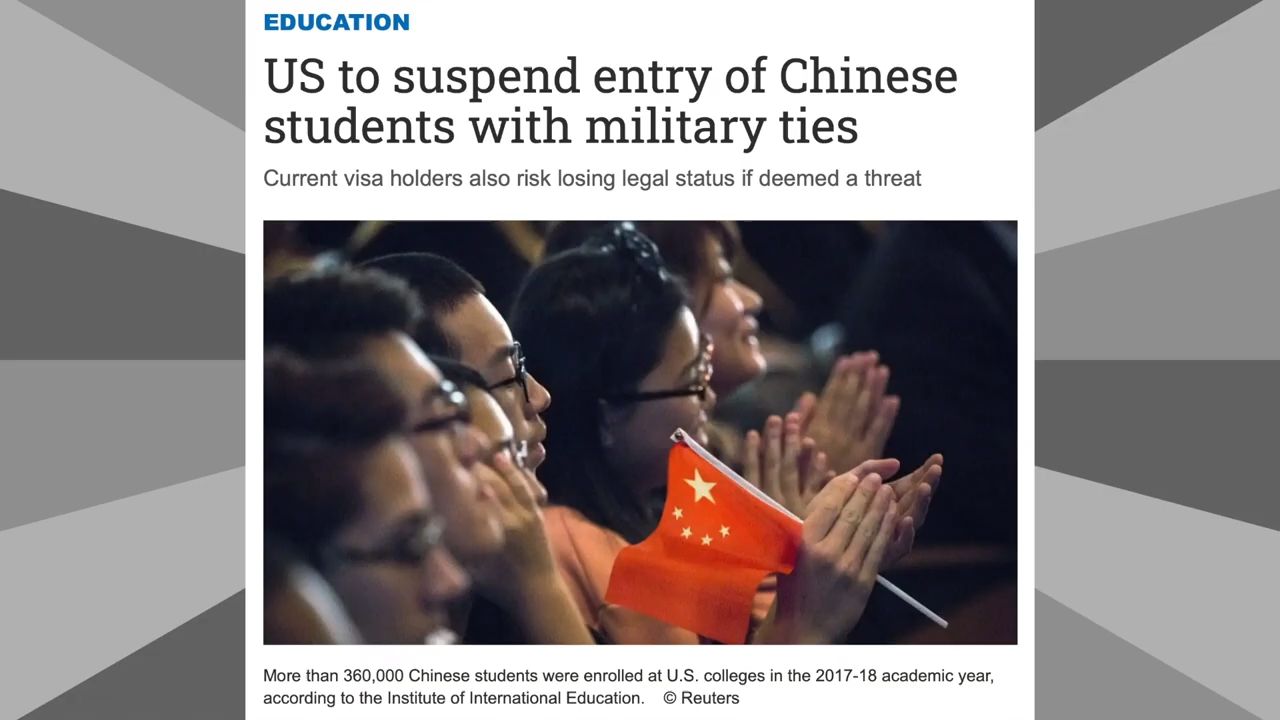 EDUCATION
US to suspend entry of Chinese
students with military ties
Current visa holders also risk losing legal status if deemed a threat
More than 360,000 Chinese students were enrolled at U.S. colleges in the 2017-18 academic year,
according to the Institute of International Education. © Reuters